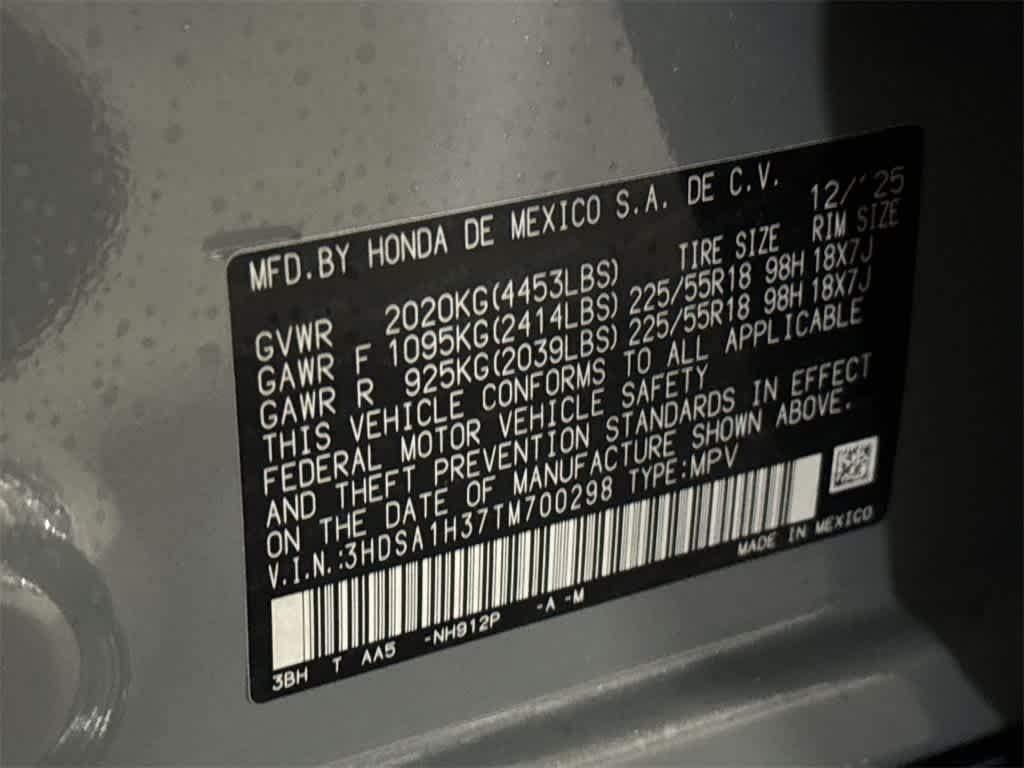 MFD.BY HONDA DE MEXICO S.A. DE C.V. 12/'25
TIRE SIZE RIM SIZE
GVWR 2020KG(4453LBS)
GAWR F 1095KG(2414LBS) 225/55R18 98H 18X7J
GAWR R 925KG(2039LBS) 225/55R18 98H 18X7J
THIS VEHICLE CONFORMS TO ALL APPLICABLE
FEDERAL MOTOR VEHICLE SAFETY
AND THEFT PREVENTION STANDARDS IN EFFECT
ON THE DATE OF MANUFACTURE SHOWN ABOVE.
V.I.N.:3HDSA1H37TM700298 TYPE:MPV
MADE IN MEXICO
3BH T AA5 -NH912P -A -M